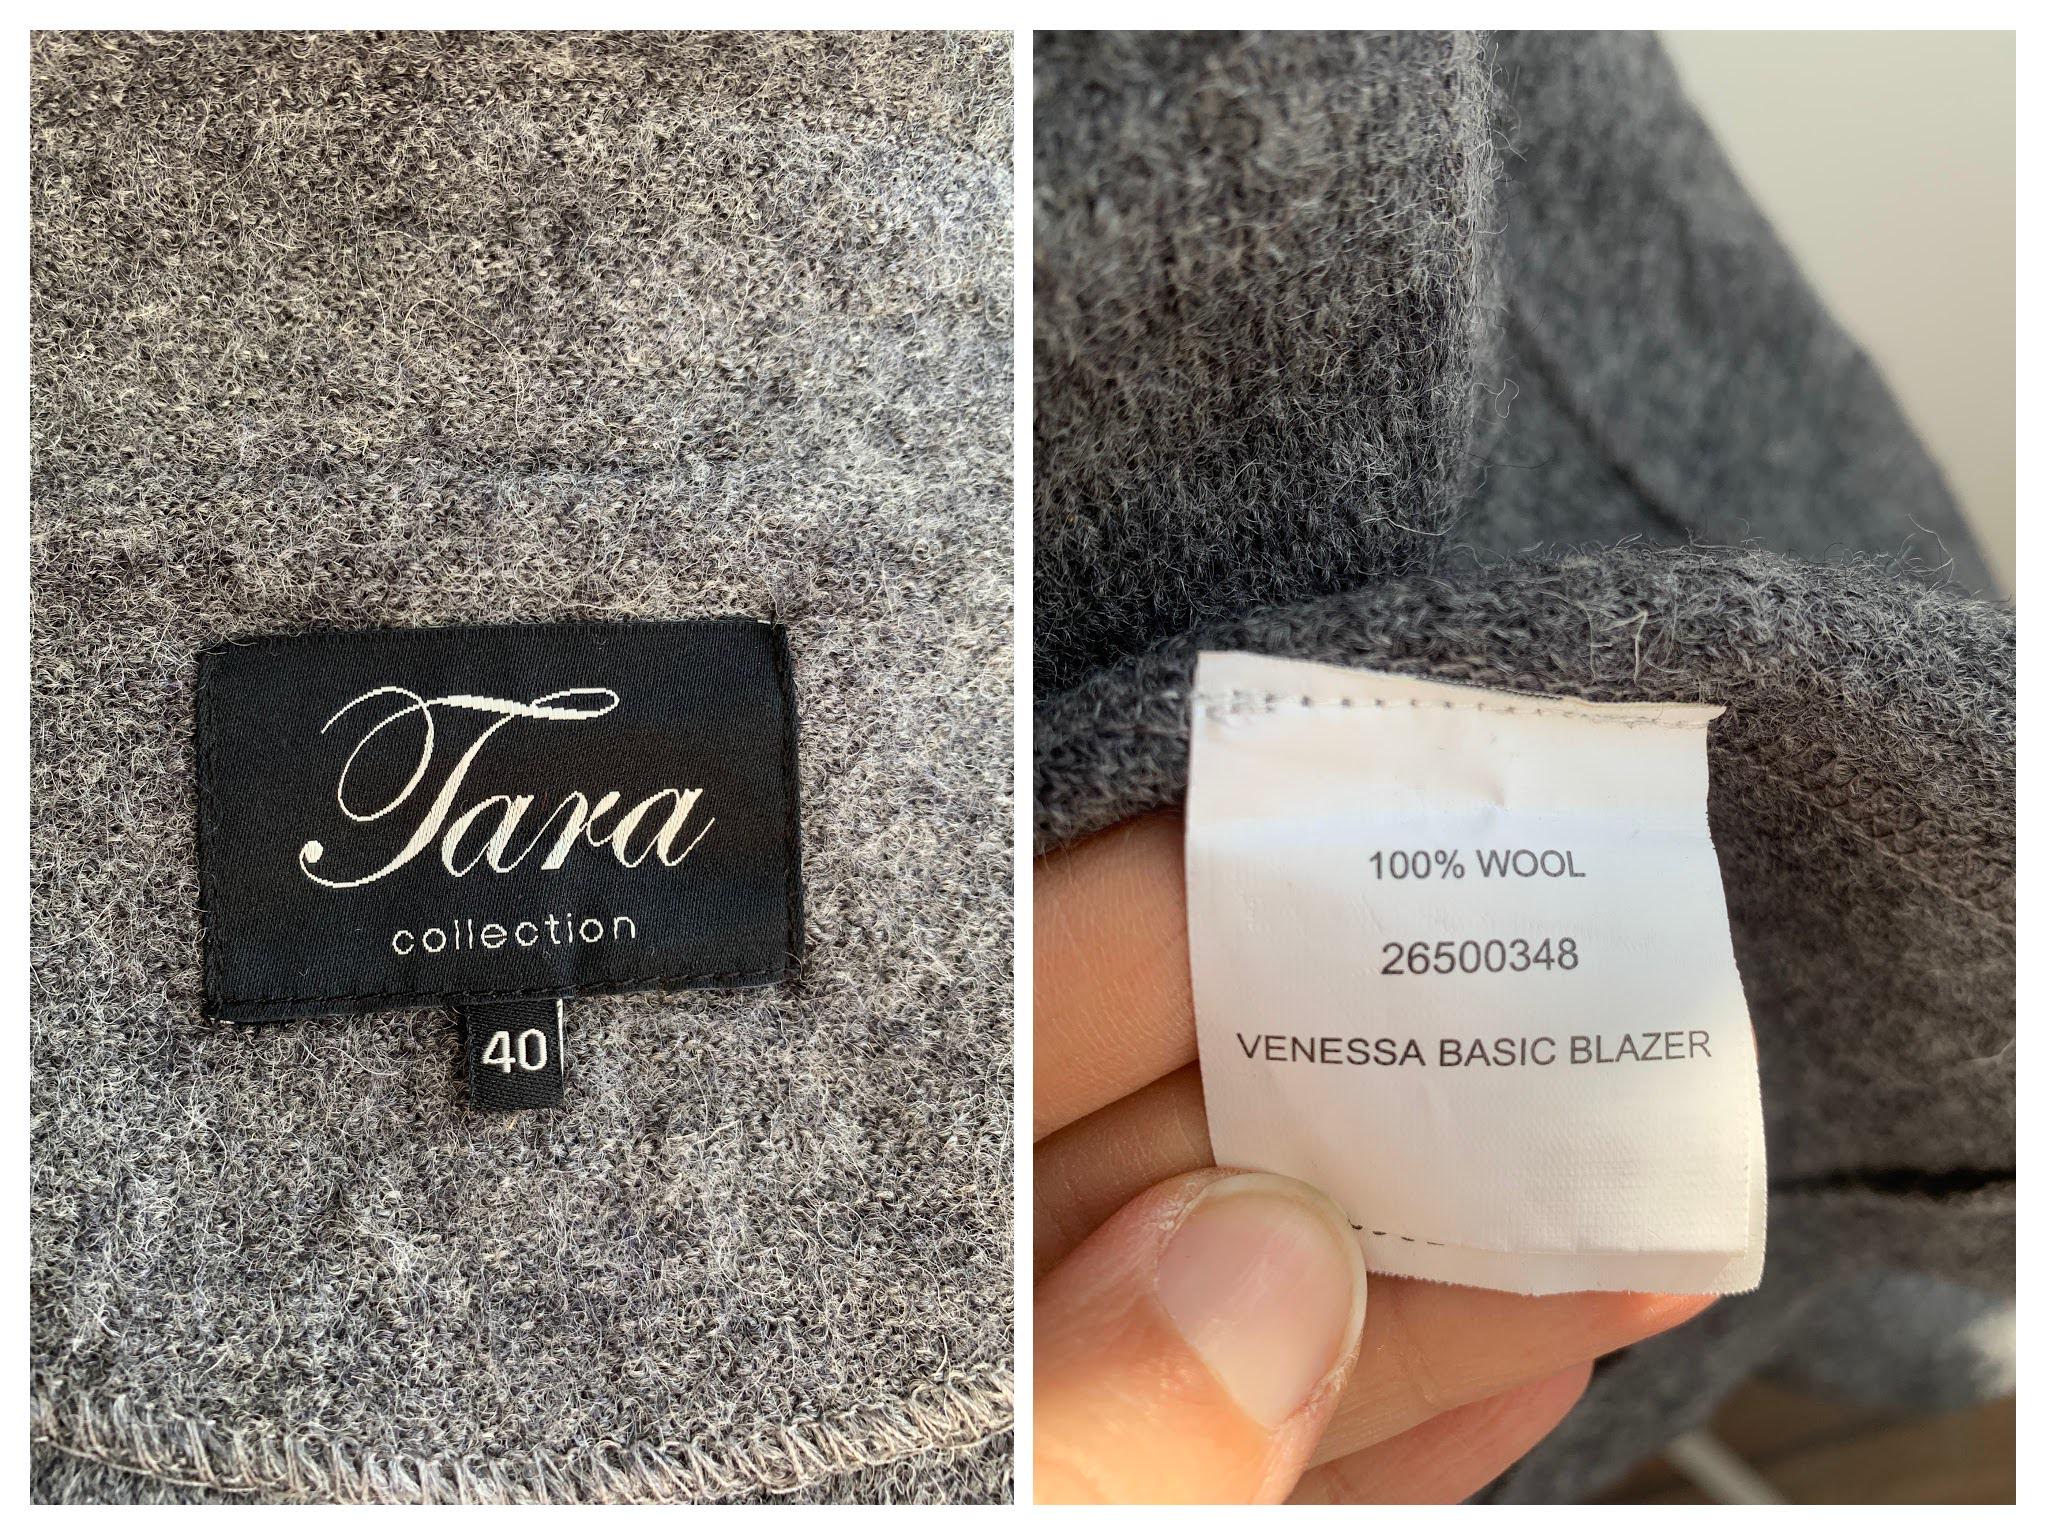 Tara
collection
40
100% WOOL
26500348
VENESSA BASIC BLAZER